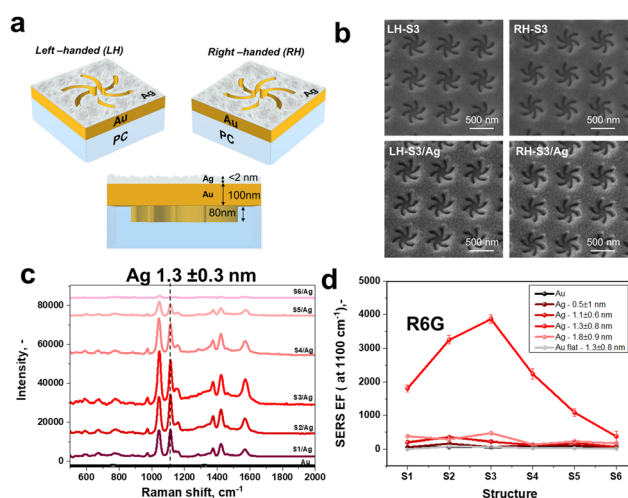 a
Left –handed (LH)
Right –handed (RH)
Ag
Ag
Au
Au
PC
PC
Ag
<2 nm
Au
100nm
80nm
b
LH-S3
RH-S3
500 nm
500 nm
LH-S3/Ag
RH-S3/Ag
500 nm
500 nm
c
Ag 1.3 ±0.3 nm
Intensity, -
80000
60000
40000
20000
0
S6/Ag
S5/Ag
S4/Ag
S3/Ag
S2/Ag
S1/Ag
Au
600
800
1000
1200
1400
1600
1800
2000
Raman shift, cm-1
d
R6G
SERS EF ( at 1100 cm-1),-
5000
4000
3000
2000
1000
0
Au
Ag - 0.5±1 nm
Ag - 1.1±0.6 nm
Ag - 1.3±0.8 nm
Ag - 1.8±0.9 nm
Au flat - 1.3±0.8 nm
S1
S2
S3
S4
S5
S6
Structure